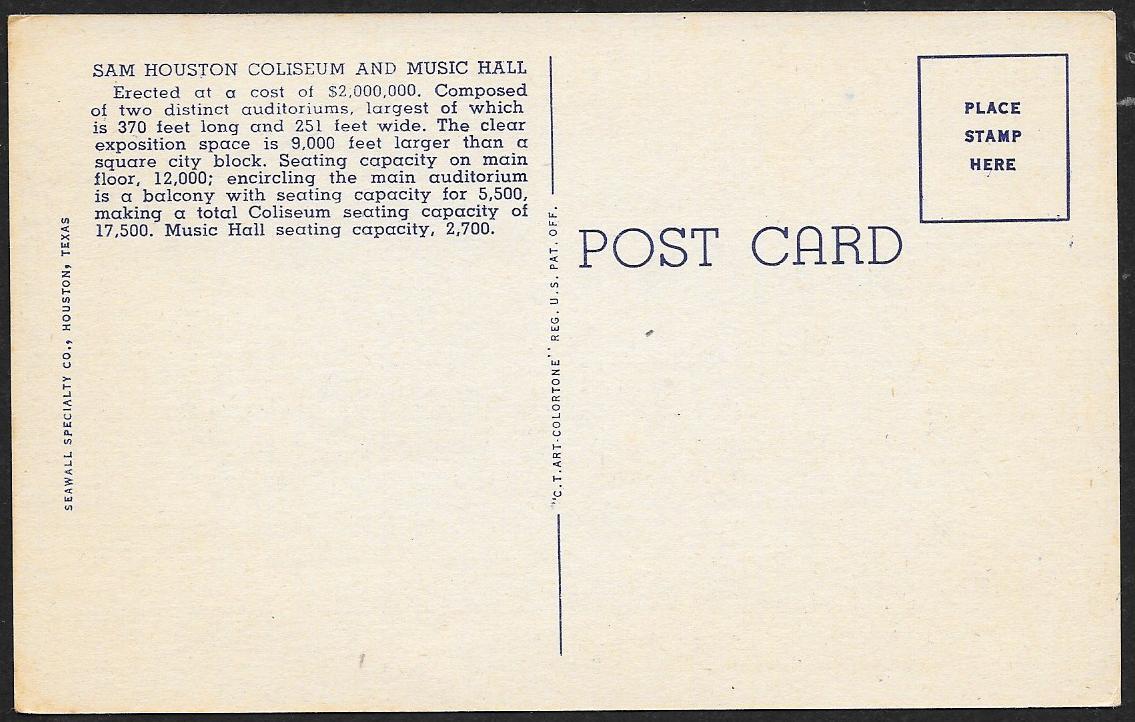 SAM HOUSTON COLISEUM AND MUSIC HALL
Erected at a cost of $2,000,000. Composed
of two distinct auditoriums, largest of which
is 370 feet long and 251 feet wide. The clear
exposition space is 9,000 feet larger than a
square city block. Seating capacity on main
floor, 12,000; encircling the main auditorium
is a balcony with seating capacity for 5,500,
making a total Coliseum seating capacity of
17,500. Music Hall seating capacity, 2,700.
SEAWALL SPECIALTY CO., HOUSTON, TEXAS
"C.T.ART-COLORTONE" REG. U.S. PAT. OFF.
POST CARD
PLACE
STAMP
HERE